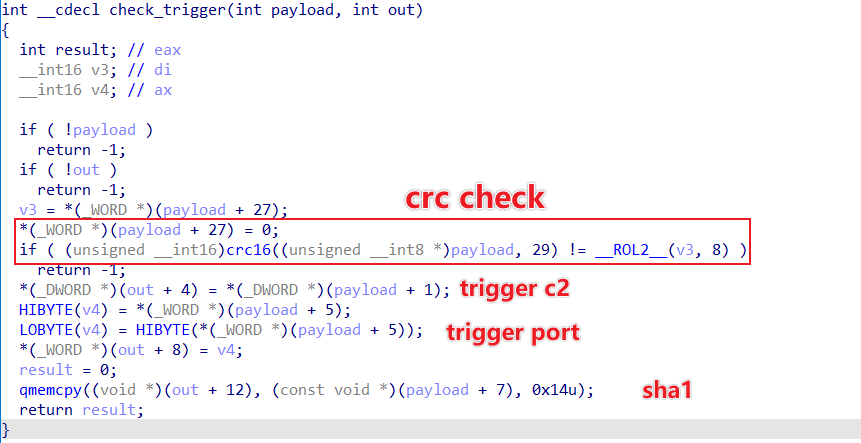 int __cdecl check_trigger(int payload, int out)
{
int result; // eax
__int16 v3; // di
__int16 v4; // ax
if ( !payload )
return -1;
if ( !out )
return -1;
crc check
v3 = *(_WORD *)(payload + 27);
*(_WORD *)(payload + 27) = 0;
if ( (unsigned __int16)crc16((unsigned __int8 *)payload, 29) != __ROL2__(v3, 8) )
return -1;
*(_DWORD *)(out + 4) = *(_DWORD *)(payload + 1); trigger c2
HIBYTE(v4) = *(_WORD *)(payload + 5);
LOBYTE(v4) = HIBYTE(*(_WORD *)(payload + 5)); trigger port
*(_WORD *)(out + 8) = v4;
result = 0;
qmemcpy((void *)(out + 12), (const void *)(payload + 7), 0x14u); sha1
return result;
}